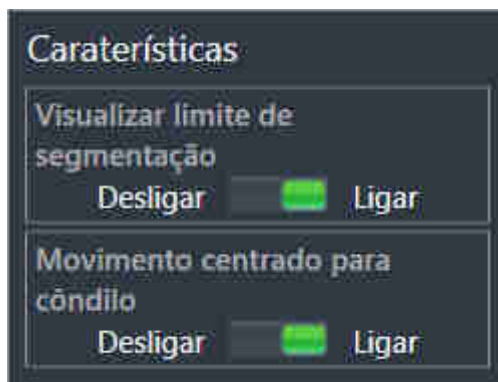 Caraterísticas
Visualizar limite de
segmentação
Desligar Ligar
Movimento centrado para
côndilo
Desligar Ligar